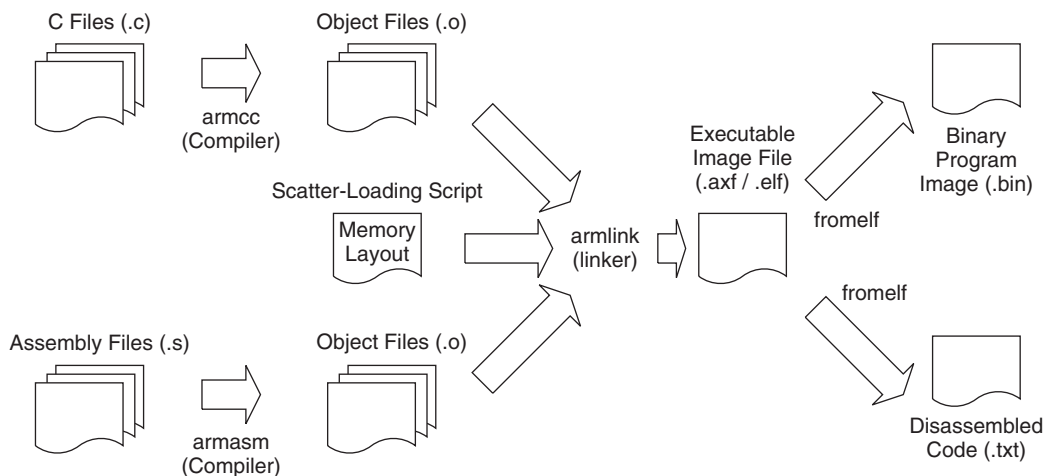 C Files (.c)
armcc
(Compiler)
Object Files (.o)
Scatter-Loading Script
Memory
Layout
Assembly Files (.s)
armasm
(Compiler)
Object Files (.o)
armlink
(linker)
Executable
Image File
(.axf / .elf)
fromelf
Binary
Program
Image (.bin)
fromelf
Disassembled
Code (.txt)